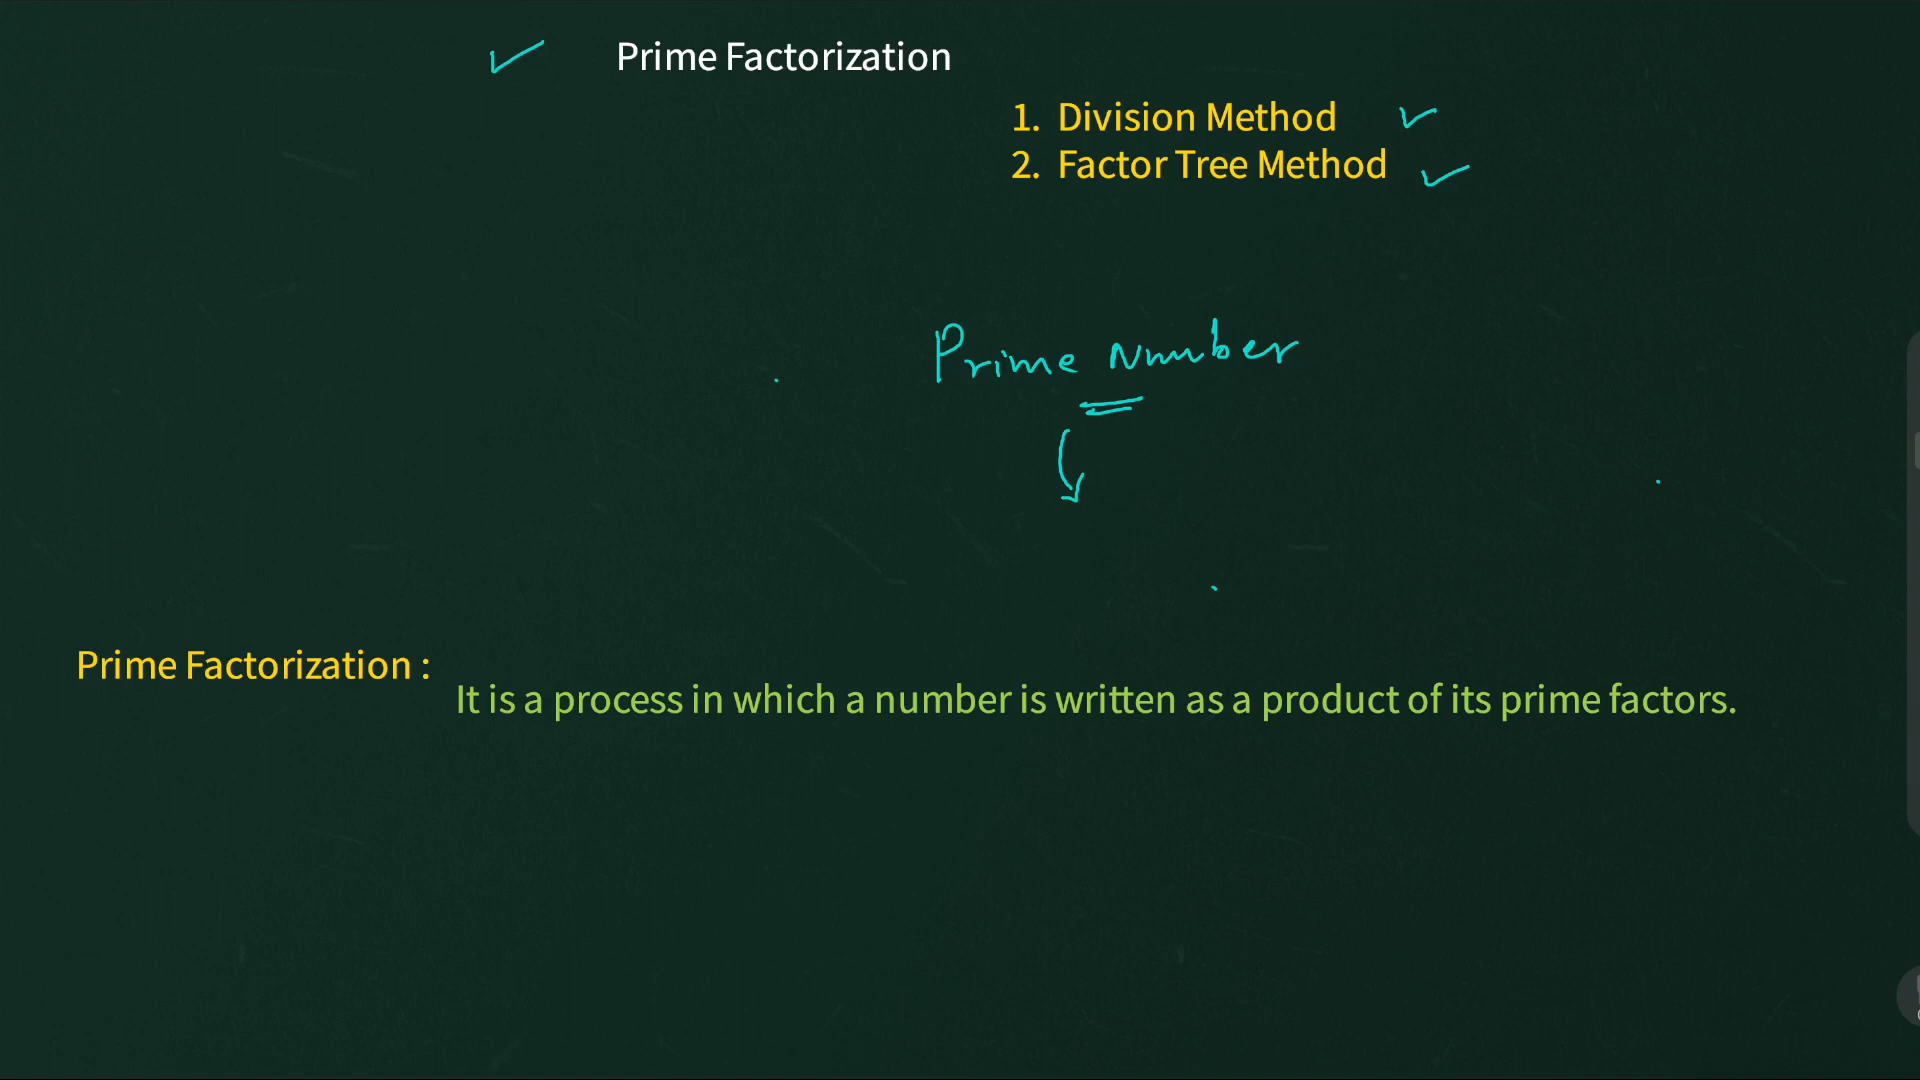 Prime Factorization
1. Division Method
2. Factor Tree Method
Prime Number
Prime Factorization :
It is a process in which a number is written as a product of its prime factors.